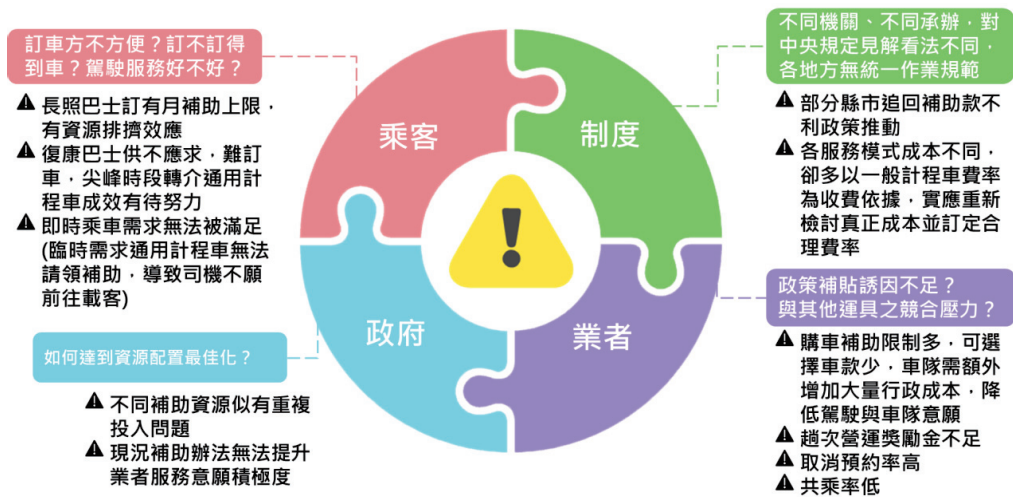 訂車方不方便？訂不訂得
到車？駕駛服務好不好？
長照巴士訂有月補助上限，
有資源排擠效應
復康巴士供不應求，難訂
車，尖峰時段轉介通用計
程車成效有待努力
即時乘車需求無法被滿足
(臨時需求通用計程車無法
請領補助，導致司機不願
前往載客)
乘客
制度
不同機關、不同承辦，對
中央規定見解看法不同，
各地方無統一作業規範
部分縣市追回補助款不
利政策推動
各服務模式成本不同，
卻多以一般計程車費率
為收費依據，實應重新
檢討真正成本並訂定合
理費率
如何達到資源配置最佳化？
不同補助資源似有重複
投入問題
現況補助辦法無法提升
業者服務意願積極度
政府
業者
政策補貼誘因不足？
與其他運具之競合壓力？
購車補助限制多，可選
擇車款少，車隊需額外
增加大量行政成本，降
低駕駛與車隊意願
趟次營運獎勵金不足
取消預約率高
共乘率低